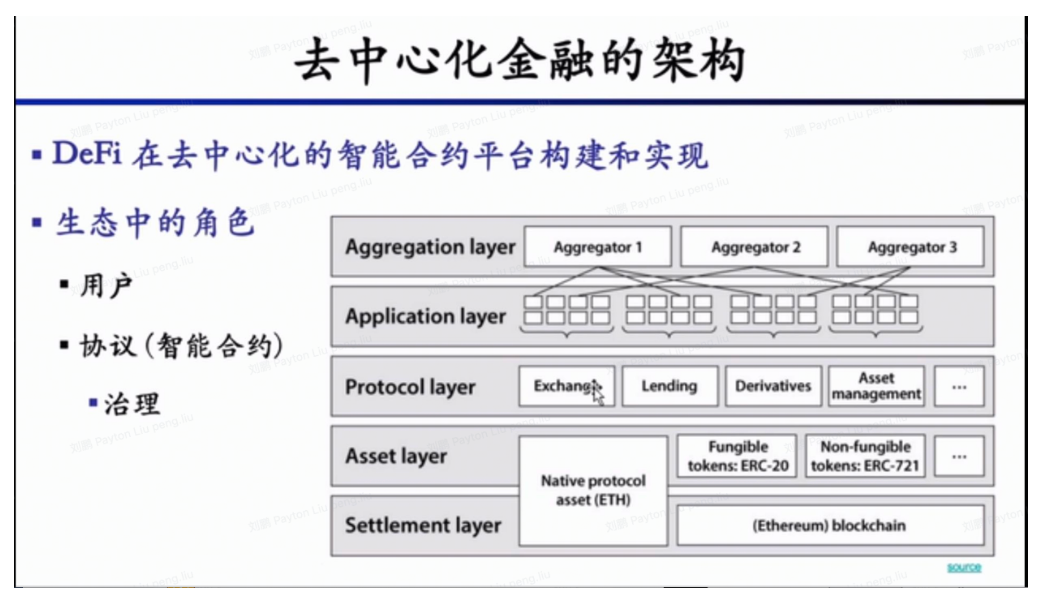 去中心化金融的架构
▪ DeFi 在去中心化的智能合约平台构建和实现
▪ 生态中的角色
▪ 用户
▪ 协议(智能合约)
▪ 治理
Aggregation layer
Aggregator 1
Aggregator 2
Aggregator 3
Application layer
Protocol layer
Exchange
Lending
Derivatives
Asset
management
...
Asset layer
Native protocol
asset (ETH)
Fungible
tokens: ERC-20
Non-fungible
tokens: ERC-721
...
Settlement layer
(Ethereum) blockchain
source
刘鹏 Payton Liu peng.liu